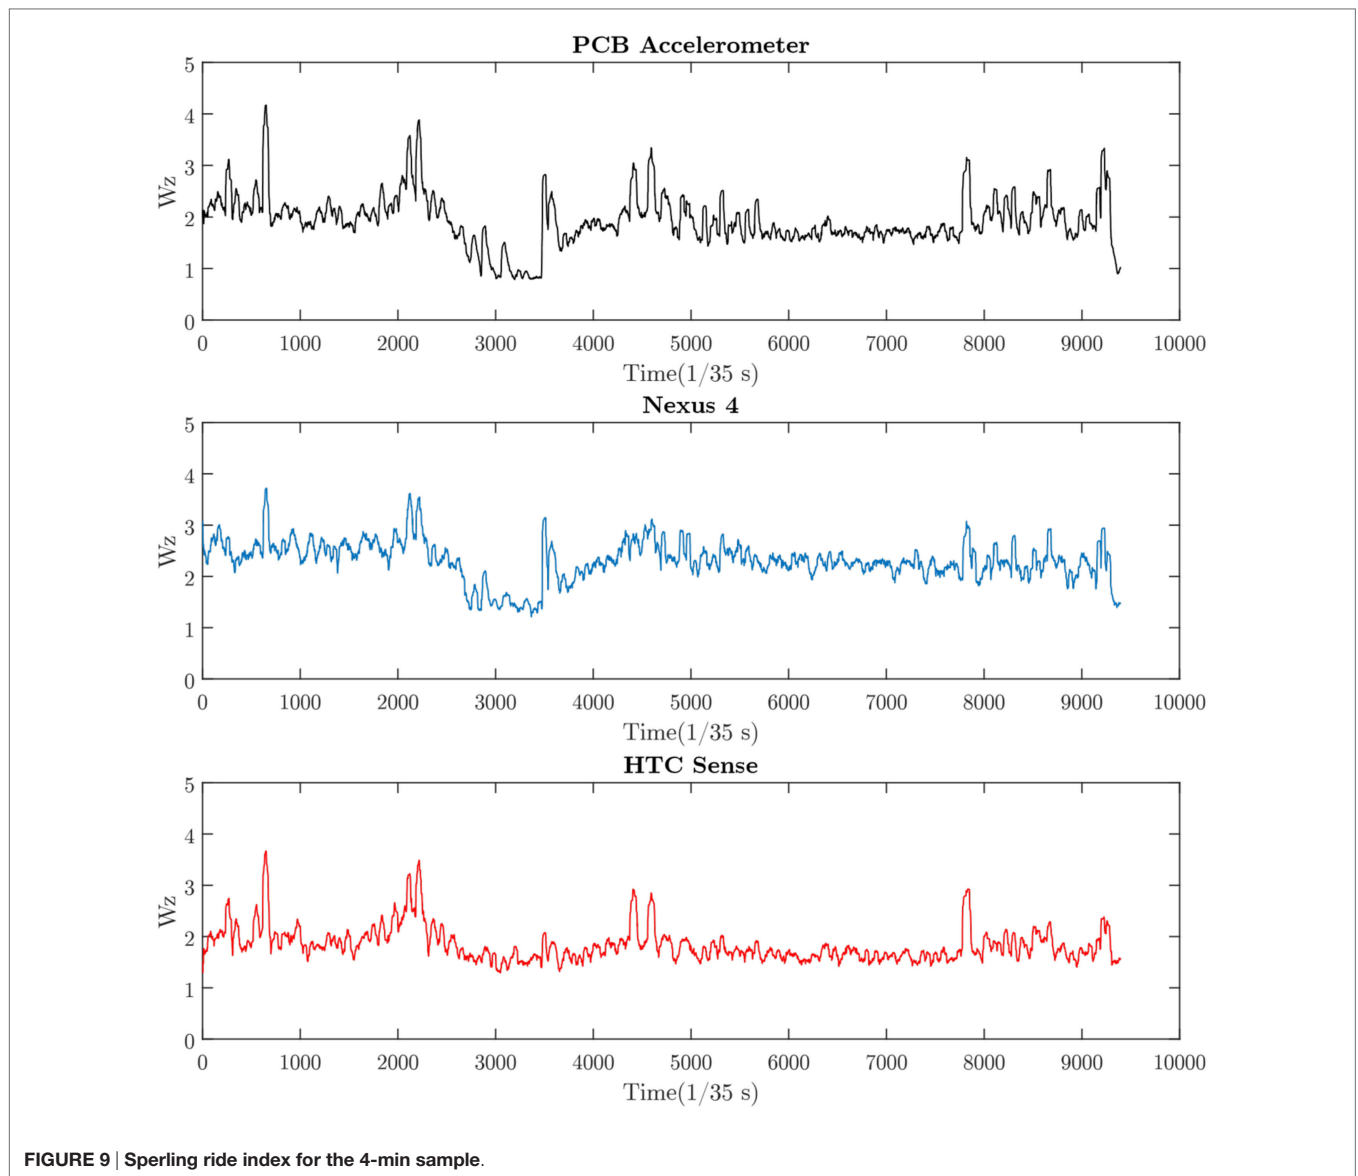 PCB Accelerometer
5
4
3
2
1
0
Wz
0 1000 2000 3000 4000 5000 6000 7000 8000 9000 10000
Time(1/35 s)
Nexus 4
5
4
3
2
1
0
Wz
0 1000 2000 3000 4000 5000 6000 7000 8000 9000 10000
Time(1/35 s)
HTC Sense
5
4
3
2
1
0
Wz
0 1000 2000 3000 4000 5000 6000 7000 8000 9000 10000
Time(1/35 s)
FIGURE 9 | Sperling ride index for the 4-min sample.